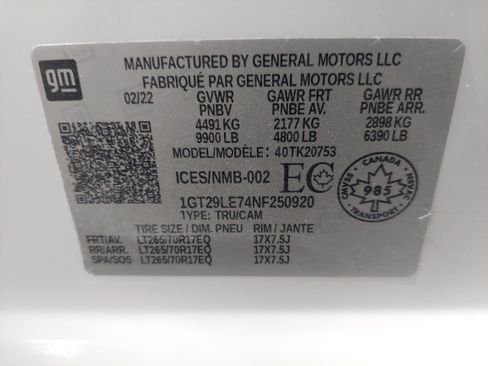 gm
MANUFACTURED BY GENERAL MOTORS LLC
FABRIQUÉ PAR GENERAL MOTORS LLC
02/22 GVWR GAWR FRT GAWR RR
PNBV PNBE AV. PNBE ARR.
4491 KG 2177 KG 2898 KG
9900 LB 4800 LB 6390 LB
MODEL/MODÈLE: 40TK20753
ICES/NMB-002 EC
CANADA
CMVSS 985 NSVAC
TRANSPORT
1GT29LE74NF250920
TYPE: TRU/CAM
TIRE SIZE / DIM. PNEU RIM / JANTE
FRT/AV. LT265/70R17EQ 17X7.5J
RR/ARR. LT265/70R17EQ 17X7.5J
SPA/SOS LT265/70R17EQ 17X7.5J